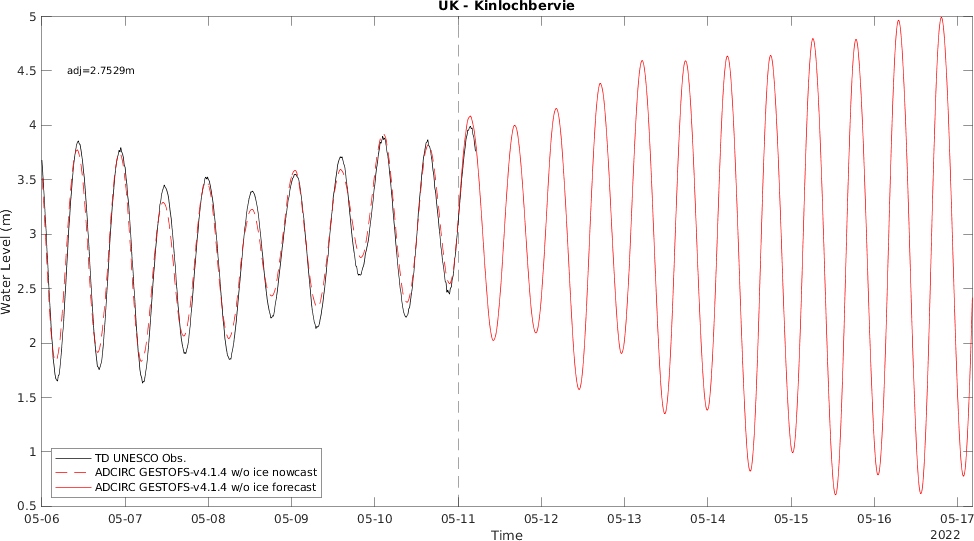 UK - Kinlochbervie
5
4.5
4
3.5
3
2.5
2
1.5
1
0.5
Water Level (m)
adj=2.7529m
TD UNESCO Obs.
ADCIRC GESTOFS-v4.1.4 w/o ice nowcast
ADCIRC GESTOFS-v4.1.4 w/o ice forecast
05-06 05-07 05-08 05-09 05-10 05-11 05-12 05-13 05-14 05-15 05-16 05-17
Time
2022